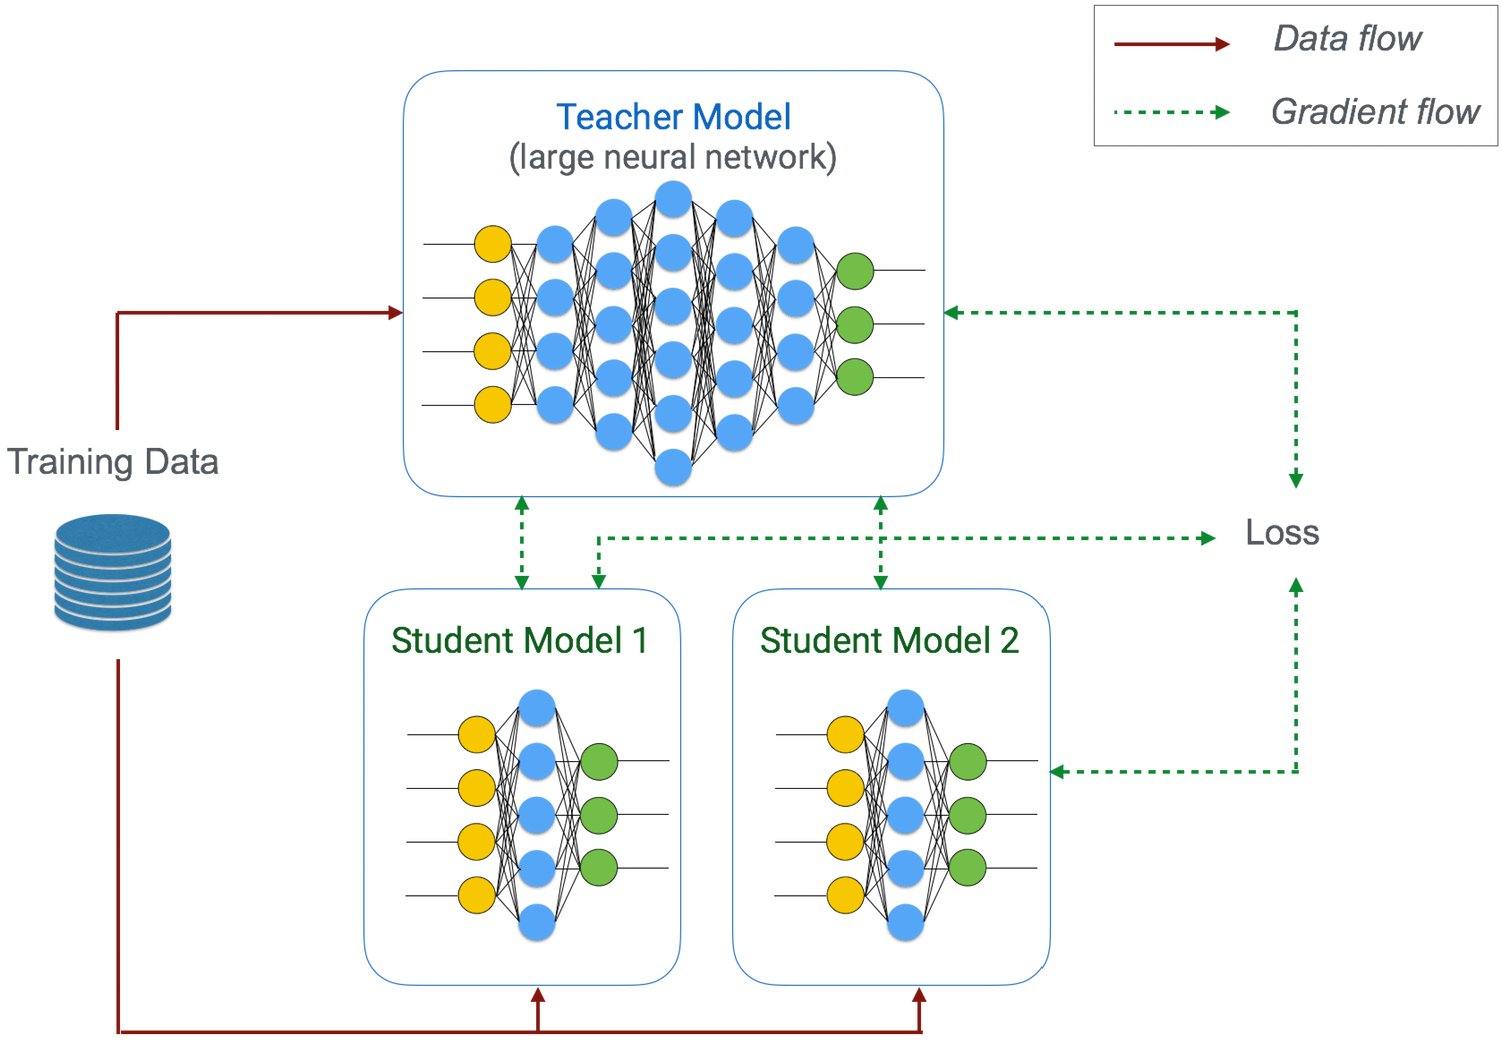 Data flow
Gradient flow
Teacher Model
(large neural network)
Training Data
Loss
Student Model 1
Student Model 2